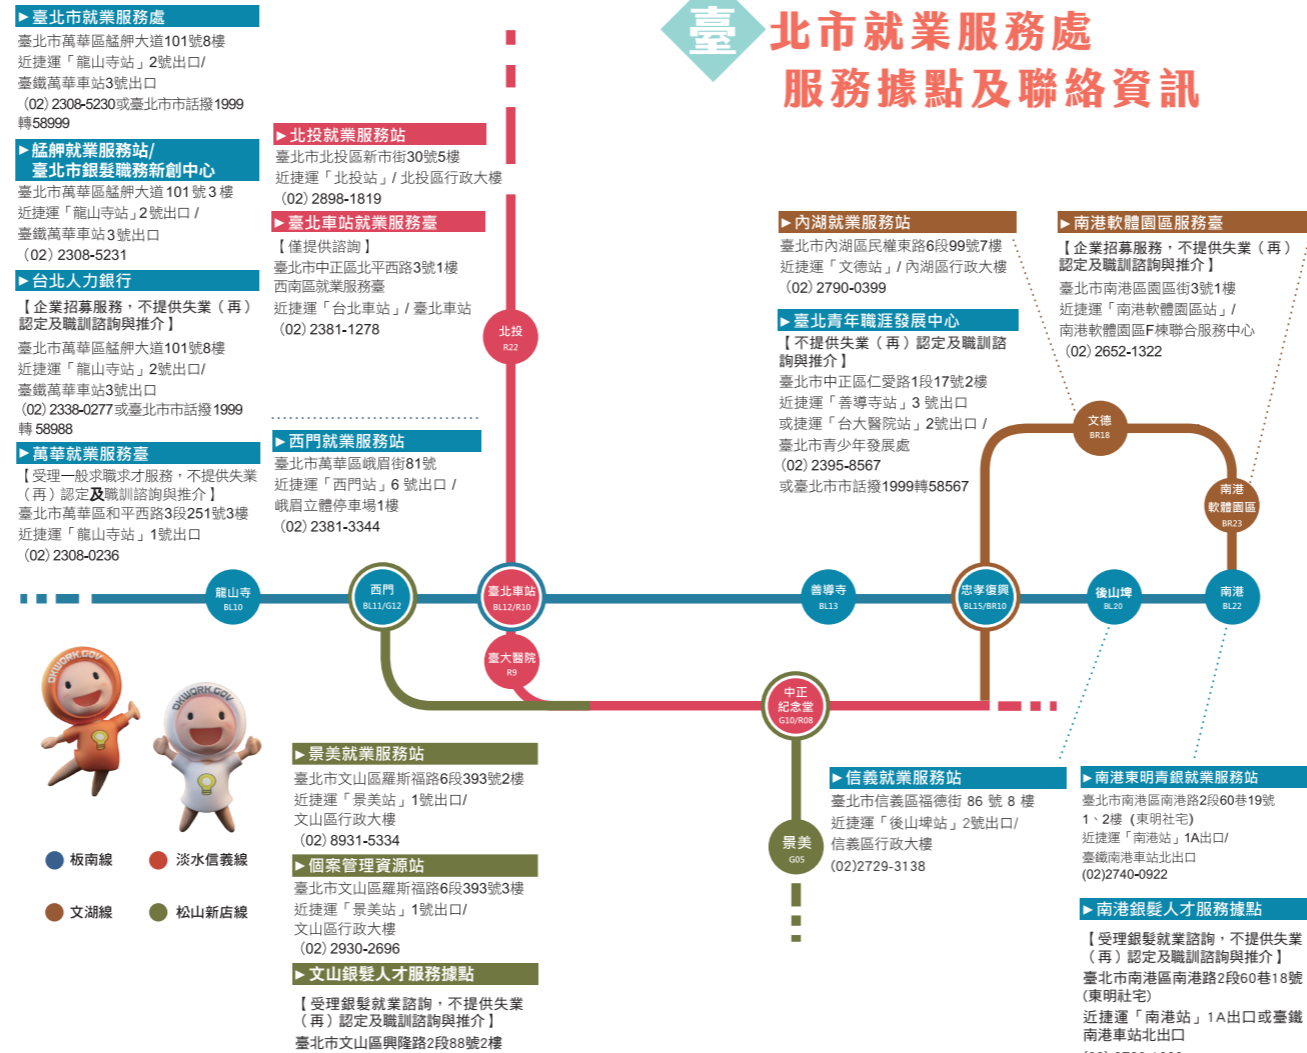 臺北市就業服務處
服務據點及聯絡資訊
►臺北市就業服務處
臺北市萬華區艋舺大道101號8樓
近捷運「龍山寺站」2號出口/
臺鐵萬華車站3號出口
(02) 2308-5230或臺北市市話撥1999
轉58999
►艋舺就業服務站/
臺北市銀髮職務新創中心
臺北市萬華區艋舺大道101號3樓
近捷運「龍山寺站」2號出口 /
臺鐵萬華車站3號出口
(02) 2308-5231
►台北人力銀行
【企業招募服務，不提供失業（再）
認定及職訓諮詢與推介】
臺北市萬華區艋舺大道101號8樓
近捷運「龍山寺站」2號出口/
臺鐵萬華車站3號出口
(02) 2338-0277或臺北市市話撥1999
轉 58988
►萬華就業服務臺
【受理一般求職求才服務，不提供失業
（再）認定及職訓諮詢與推介】
臺北市萬華區和平西路3段251號3樓
近捷運「龍山寺站」1號出口
(02) 2308-0236
►北投就業服務站
臺北市北投區新市街30號5樓
近捷運「北投站」/ 北投區行政大樓
(02) 2898-1819
►臺北車站就業服務臺
【僅提供諮詢】
臺北市中正區北平西路3號1樓
西南區就業服務臺
近捷運「台北車站」/ 臺北車站
(02) 2381-1278
►西門就業服務站
臺北市萬華區峨眉街81號
近捷運「西門站」6 號出口 /
峨眉立體停車場1樓
(02) 2381-3344
►內湖就業服務站
臺北市內湖區民權東路6段99號7樓
近捷運「文德站」/ 內湖區行政大樓
(02) 2790-0399
►臺北青年職涯發展中心
【不提供失業（再）認定及職訓諮
詢與推介】
臺北市中正區仁愛路1段17號2樓
近捷運「善導寺站」3 號出口
或捷運「台大醫院站」2號出口 /
臺北市青少年發展處
(02) 2395-8567
或臺北市市話撥1999轉58567
►南港軟體園區服務臺
【企業招募服務，不提供失業（再）
認定及職訓諮詢與推介】
臺北市南港區園區街3號1樓
近捷運「南港軟體園區站」/
南港軟體園區F棟聯合服務中心
(02) 2652-1322
北投
R22
文德
BR18
南港
軟體園區
BR23
龍山寺
BL10
西門
BL11/G12
臺北車站
BL12/R10
善導寺
BL13
忠孝復興
BL15/BR10
後山埤
BL20
南港
BL22
臺大醫院
R9
中正
紀念堂
G10/R08
景美
G05
OKWORK.GOV
OKWORK.GOV
板南線
淡水信義線
文湖線
松山新店線
►景美就業服務站
臺北市文山區羅斯福路6段393號2樓
近捷運「景美站」1號出口/
文山區行政大樓
(02) 8931-5334
►個案管理資源站
臺北市文山區羅斯福路6段393號3樓
近捷運「景美站」1號出口/
文山區行政大樓
(02) 2930-2696
►文山銀髮人才服務據點
【受理銀髮就業諮詢，不提供失業
（再）認定及職訓諮詢與推介】
臺北市文山區興隆路2段88號2樓
►信義就業服務站
臺北市信義區福德街 86 號 8 樓
近捷運「後山埤站」2號出口/
信義區行政大樓
(02)2729-3138
►南港東明青銀就業服務站
臺北市南港區南港路2段60巷19號
1、2樓 (東明社宅)
近捷運「南港站」1A出口/
臺鐵南港車站北出口
(02)2740-0922
►南港銀髮人才服務據點
【受理銀髮就業諮詢，不提供失業
（再）認定及職訓諮詢與推介】
臺北市南港區南港路2段60巷18號
(東明社宅)
近捷運「南港站」1A出口或臺鐵
南港車站北出口